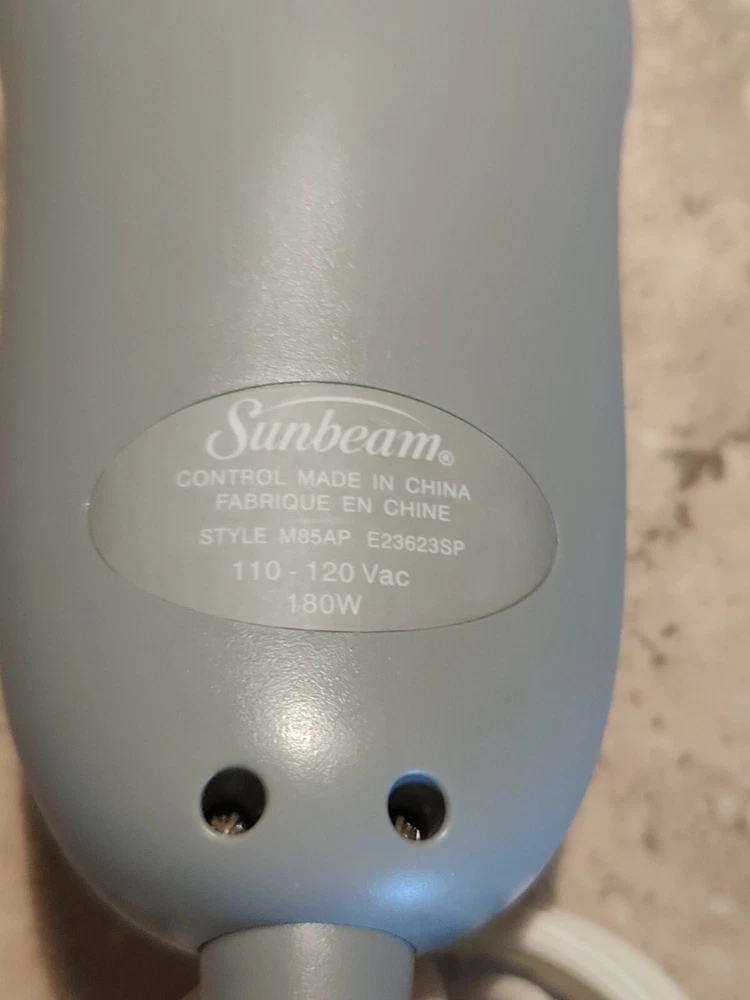 Sunbeam®
CONTROL MADE IN CHINA
FABRIQUE EN CHINE
STYLE M85AP E23623SP
110 - 120 Vac
180W